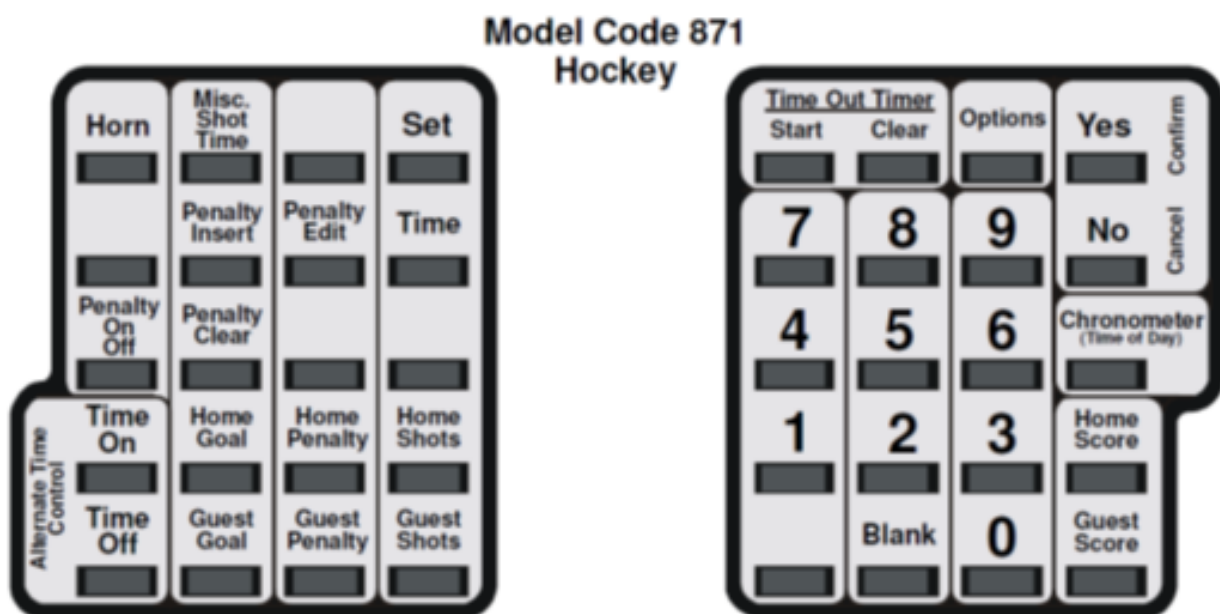 Model Code 871
Hockey
Horn
Misc.
Shot
Time
Set
Penalty
Insert
Penalty
Edit
Time
Penalty
On
Off
Penalty
Clear
Alternate Time
Control
Time
On
Home
Goal
Home
Penalty
Home
Shots
Time
Off
Guest
Goal
Guest
Penalty
Guest
Shots
Time Out Timer
Start Clear
Options
Yes
Confirm
7 8 9
No
Cancel
4 5 6
Chronometer
(Time of Day)
1 2 3
Home
Score
Blank
0
Guest
Score